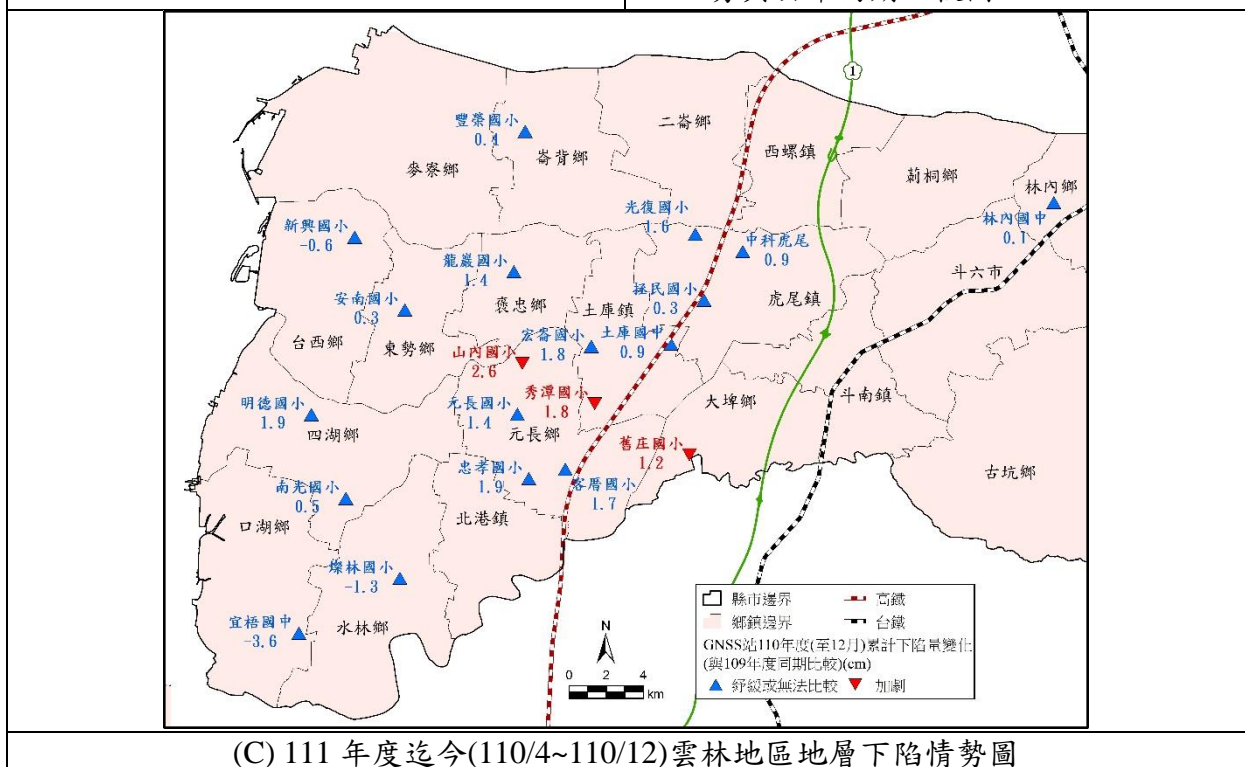 二崙鄉
豐榮國小
0.4
崙背鄉
麥寮鄉
西螺鎮
莿桐鄉
林內鄉
林內國中
0.1
光復國小
1.6
新興國小
-0.6
中科虎尾
0.9
龍巖國小
1.4
斗六市
安南國小
0.3
褒忠鄉
土庫鎮
拯民國小
0.3
虎尾鎮
台西鄉
東勢鄉
宏崙國小
1.8
土庫國中
0.9
山內國小
2.6
秀潭國小
1.8
大埤鄉
斗南鎮
明德國小
1.9
四湖鄉
元長國小
1.4
元長鄉
舊庄國小
1.2
古坑鄉
忠孝國小
1.9
客厝國小
1.7
南光國小
0.5
口湖鄉
北港鎮
燦林國小
-1.3
宜梧國中
-3.6
水林鄉
1
N
0 2 4
km
縣市邊界 高鐵
鄉鎮邊界 台鐵
GNSS站110年度(至12月)累計下陷量變化
(與109年度同期比較)(cm)
紓緩或無法比較 加劇
(C) 111 年度迄今(110/4~110/12)雲林地區地層下陷情勢圖